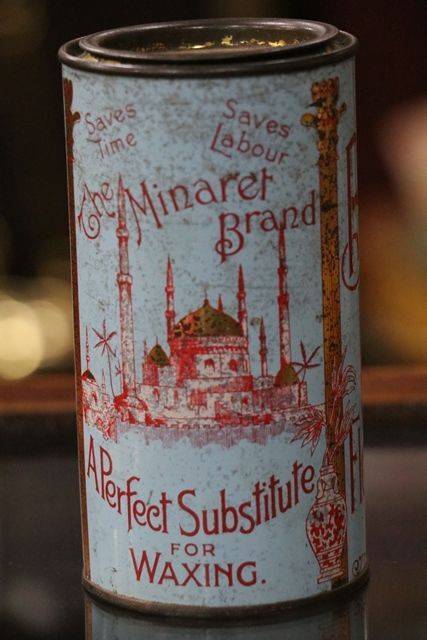 Saves
Time
Saves
Labour
The Minaret
Brand
A Perfect Substitute
FOR
WAXING.